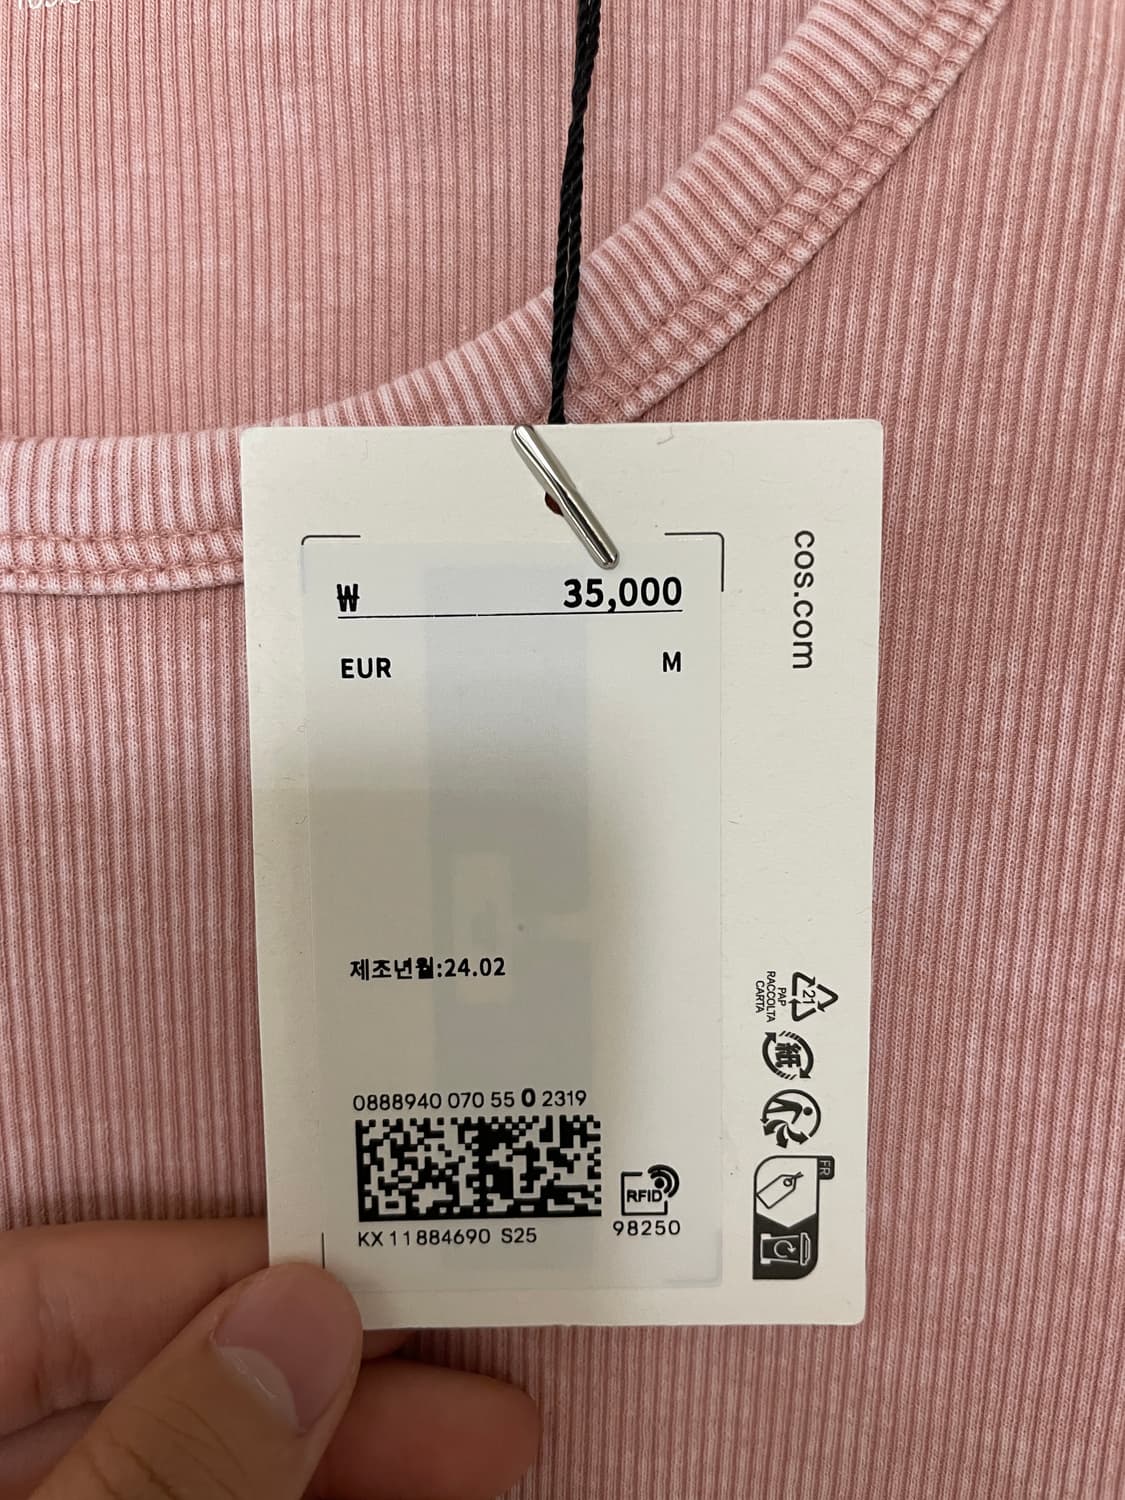 ₩ 35,000
EUR M
제조년월:24.02
0888940 070 55 0 2319
KX 11884690 S25
RFID
98250
cos.com
21
PAP
RACCOLTA
CARTA
紙
FR